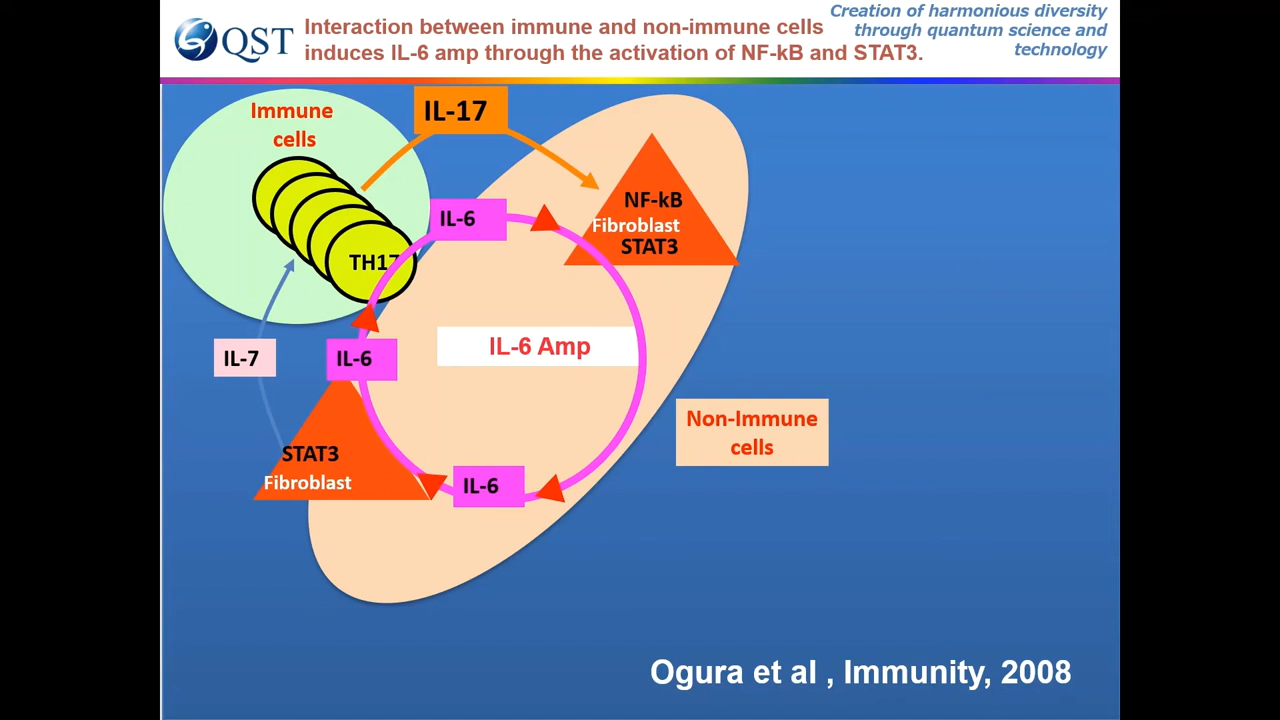 QST
Interaction between immune and non-immune cells
induces IL-6 amp through the activation of NF-kB and STAT3.
Creation of harmonious diversity
through quantum science and
technology
Immune
cells
IL-17
TH17
IL-6
NF-kB
Fibroblast
STAT3
IL-7
IL-6
IL-6 Amp
Non-Immune
cells
STAT3
Fibroblast
IL-6
Ogura et al , Immunity, 2008